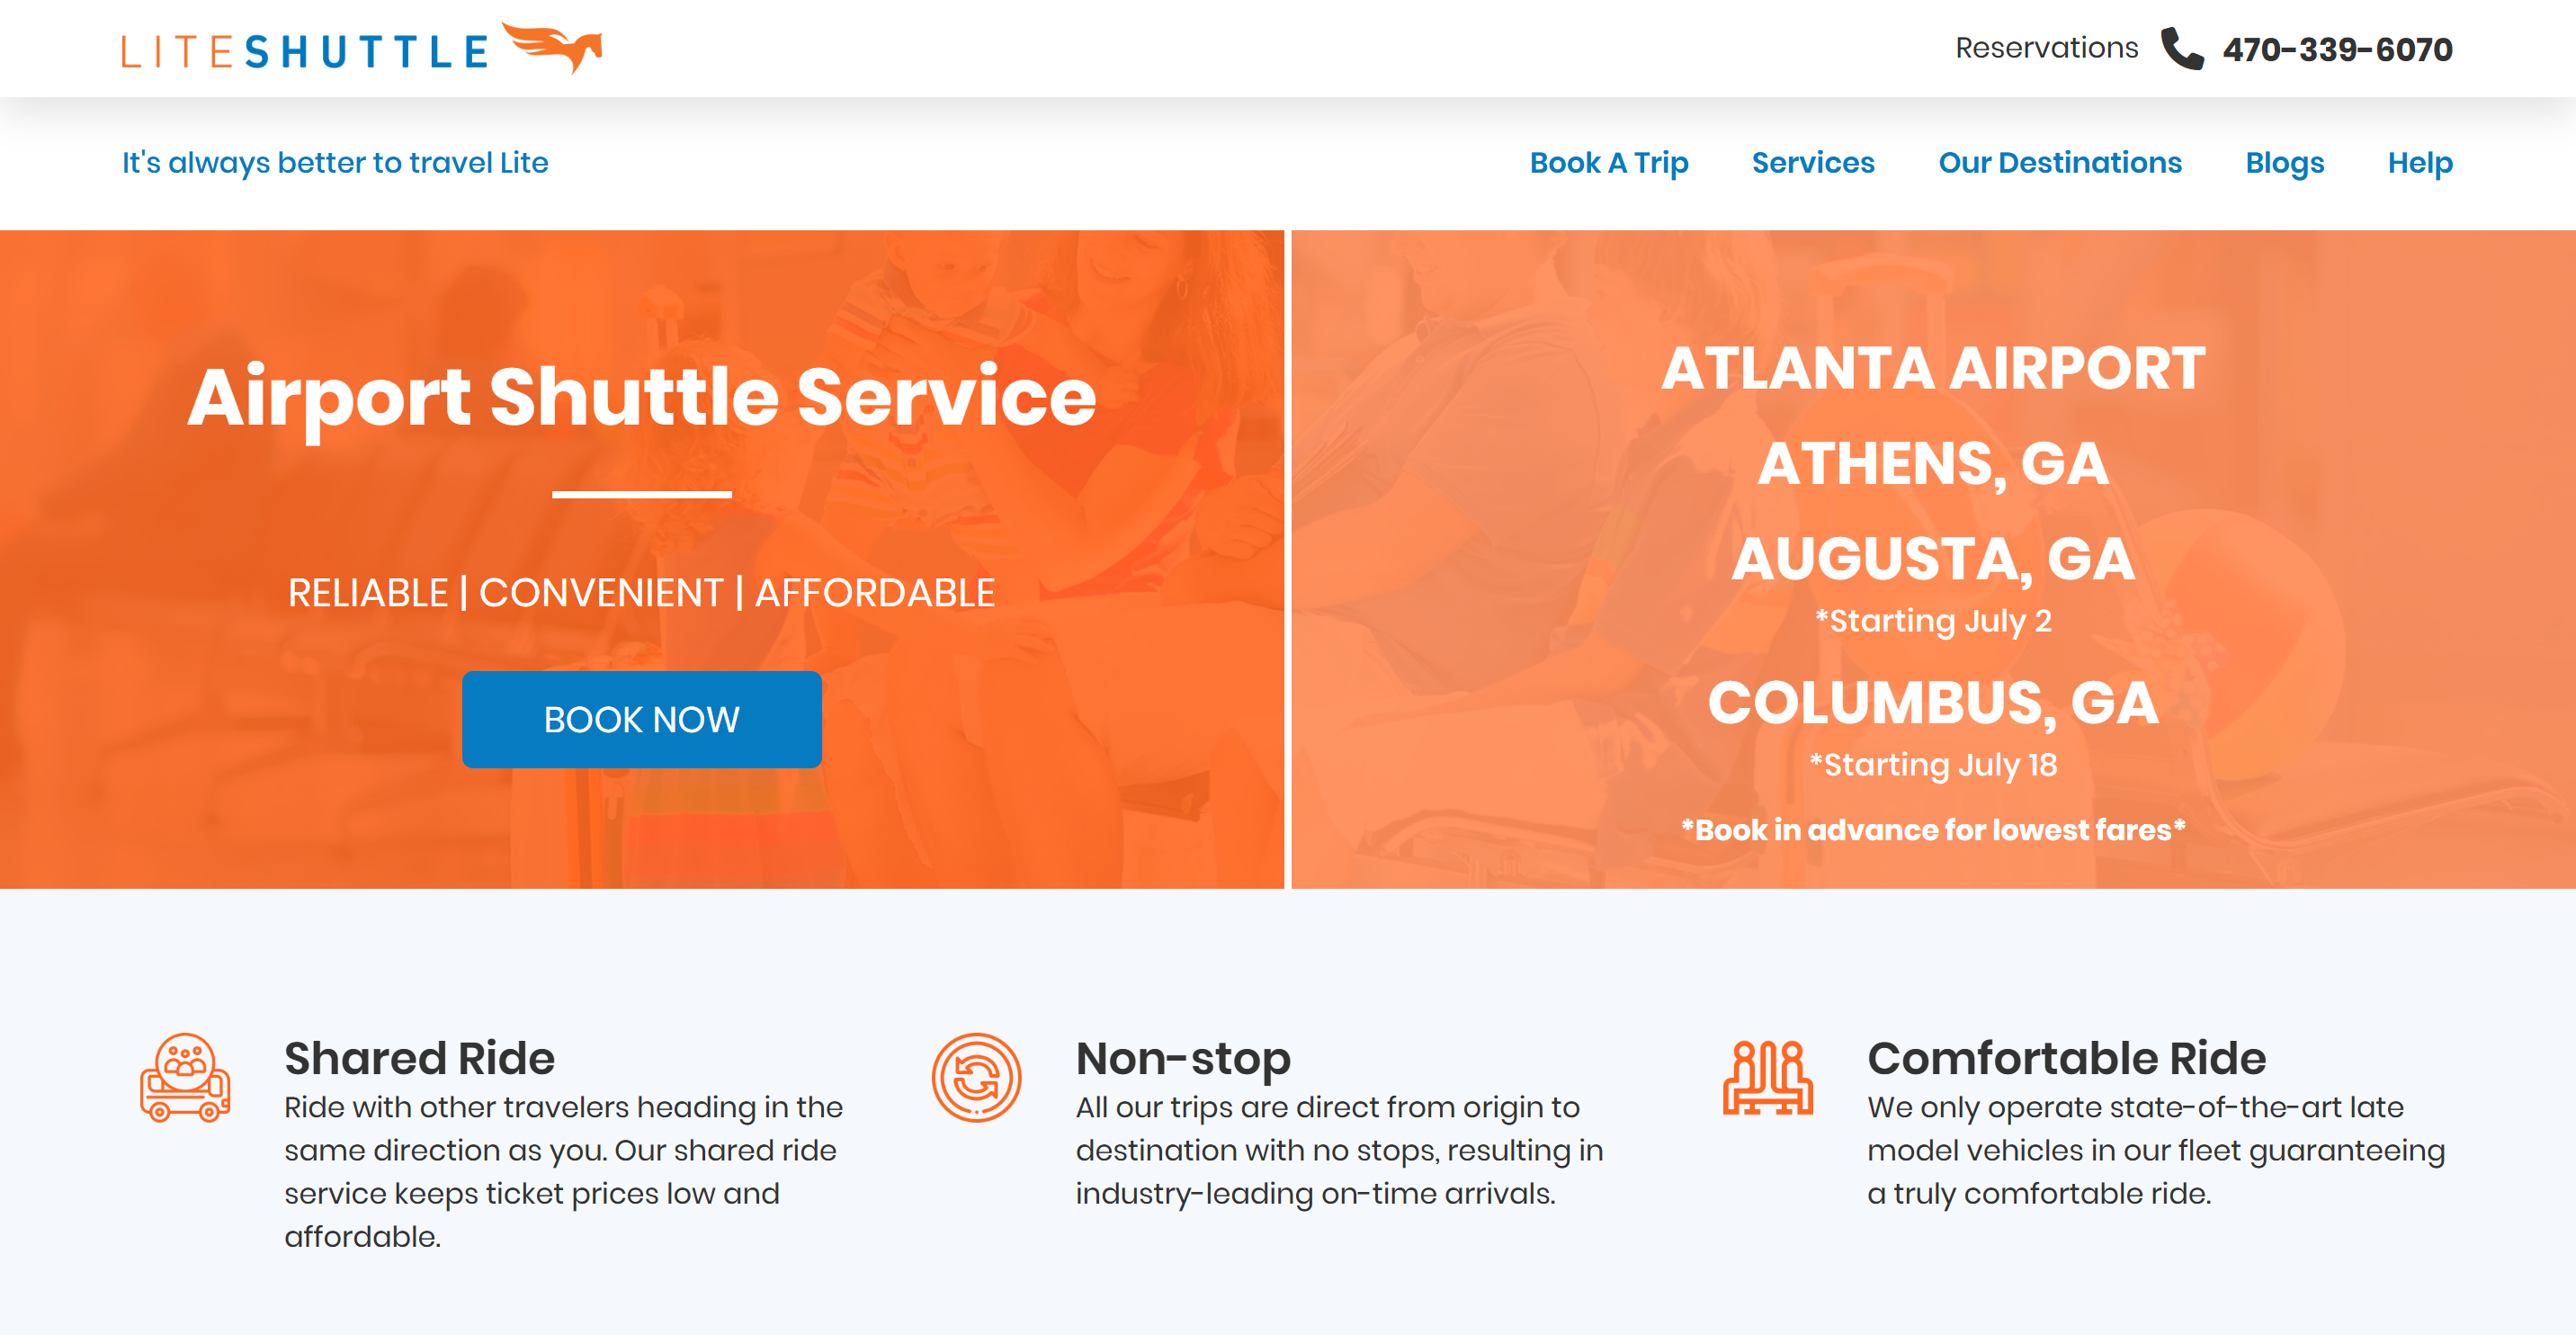 LITESHUTTLE
Reservations 470-339-6070
It's always better to travel Lite
Book A Trip Services Our Destinations Blogs Help
Airport Shuttle Service
RELIABLE | CONVENIENT | AFFORDABLE
BOOK NOW
ATLANTA AIRPORT
ATHENS, GA
AUGUSTA, GA
*Starting July 2
COLUMBUS, GA
*Starting July 18
*Book in advance for lowest fares*
Shared Ride
Ride with other travelers heading in the
same direction as you. Our shared ride
service keeps ticket prices low and
affordable.
Non-stop
All our trips are direct from origin to
destination with no stops, resulting in
industry-leading on-time arrivals.
Comfortable Ride
We only operate state-of-the-art late
model vehicles in our fleet guaranteeing
a truly comfortable ride.